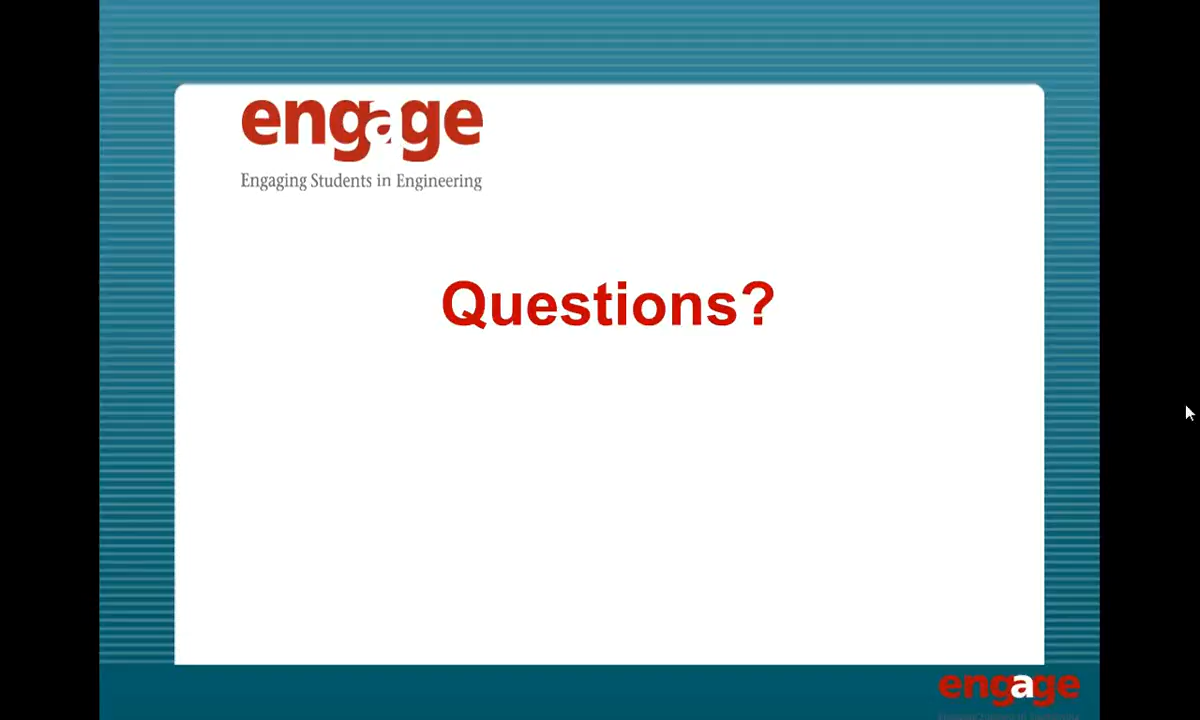 engage
Engaging Students in Engineering
Questions?
engage